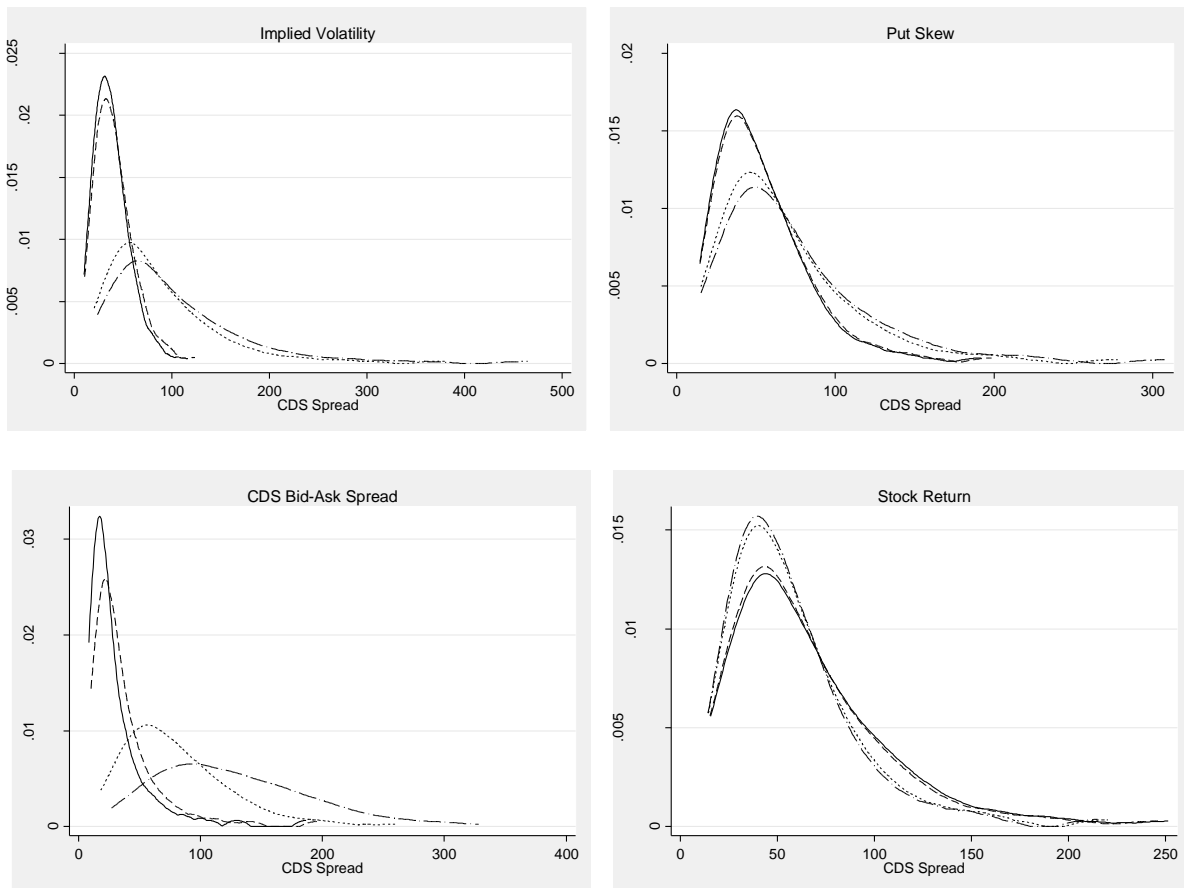 Implied Volatility
.025
.02
.015
.01
.005
0
0 100 200 300 400 500
CDS Spread
Put Skew
.02
.015
.01
.005
0
0 100 200 300
CDS Spread
CDS Bid-Ask Spread
.03
.02
.01
0
0 100 200 300 400
CDS Spread
Stock Return
.015
.01
.005
0
0 50 100 150 200 250
CDS Spread